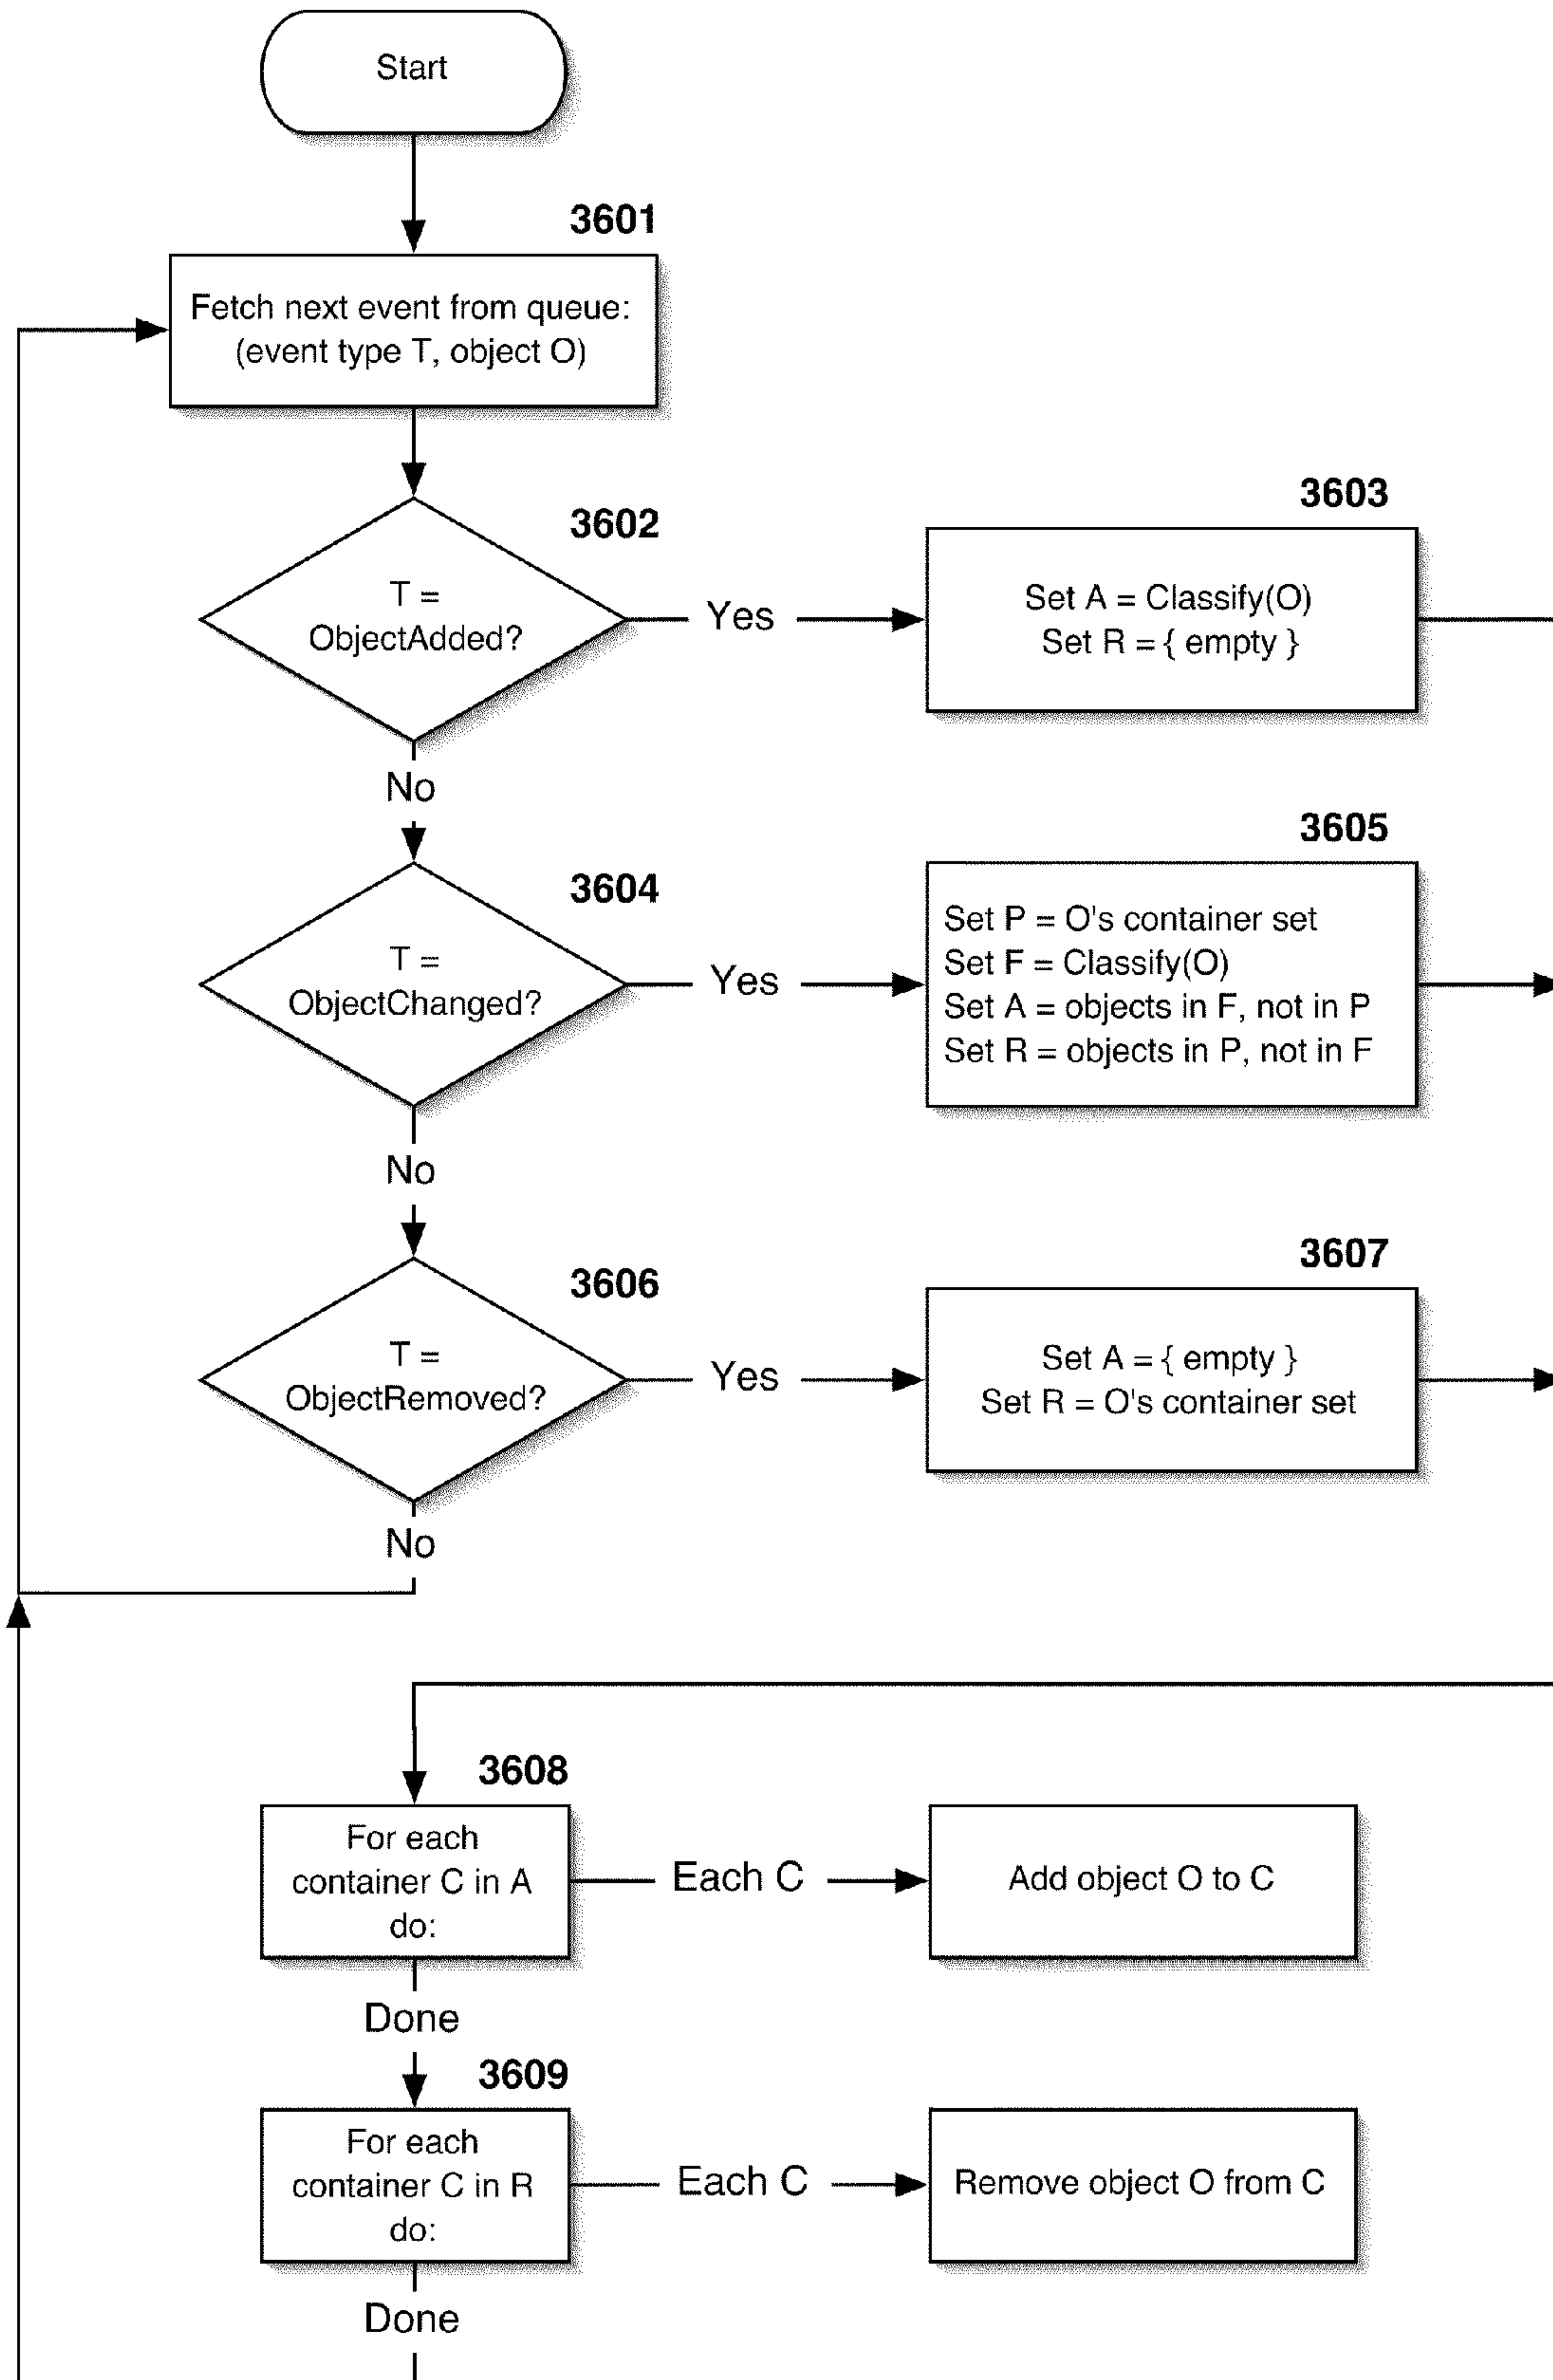 Start
3601
Fetch next event from queue:
(event type T, object O)
3602
T =
ObjectAdded?
Yes
3603
Set A = Classify(O)
Set R = { empty }
No
3604
T =
ObjectChanged?
Yes
3605
Set P = O's container set
Set F = Classify(O)
Set A = objects in F, not in P
Set R = objects in P, not in F
No
3606
T =
ObjectRemoved?
Yes
3607
Set A = { empty }
Set R = O's container set
No
3608
For each
container C in A
do:
Each C
Add object O to C
Done
3609
For each
container C in R
do:
Each C
Remove object O from C
Done